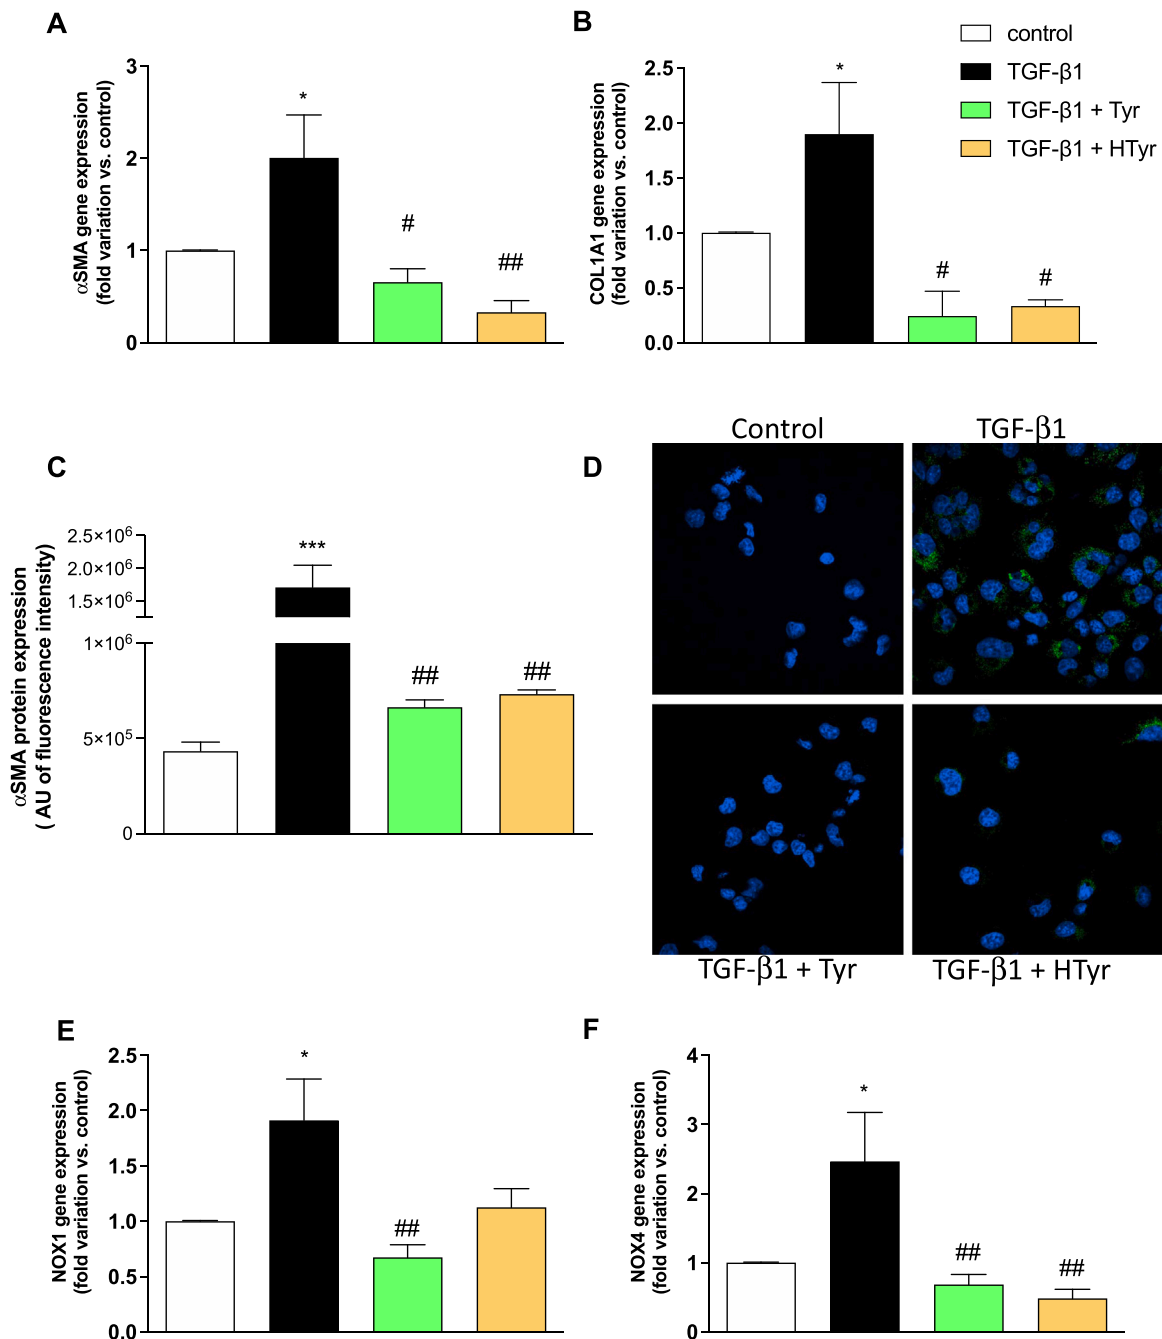 A
αSMA gene expression
(fold variation vs. control)
3
2
1
0
*
#
##
B
COL1A1 gene expression
(fold variation vs. control)
2.5
2.0
1.5
1.0
0.5
0.0
*
#
#
control
TGF-β1
TGF-β1 + Tyr
TGF-β1 + HTyr
C
αSMA protein expression
( AU of fluorescence intensity)
2.5×10⁶
2.0×10⁶
1.5×10⁶
1×10⁶
5×10⁵
0
***
##
##
D
Control
TGF-β1
TGF-β1 + Tyr
TGF-β1 + HTyr
E
NOX1 gene expression
(fold variation vs. control)
2.5
2.0
1.5
1.0
0.5
0.0
*
##
F
NOX4 gene expression
(fold variation vs. control)
4
3
2
1
0
*
##
##